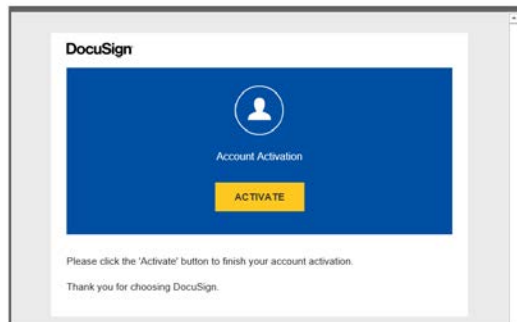 DocuSign
Account Activation
ACTIVATE
Please click the 'Activate' button to finish your account activation.
Thank you for choosing DocuSign.